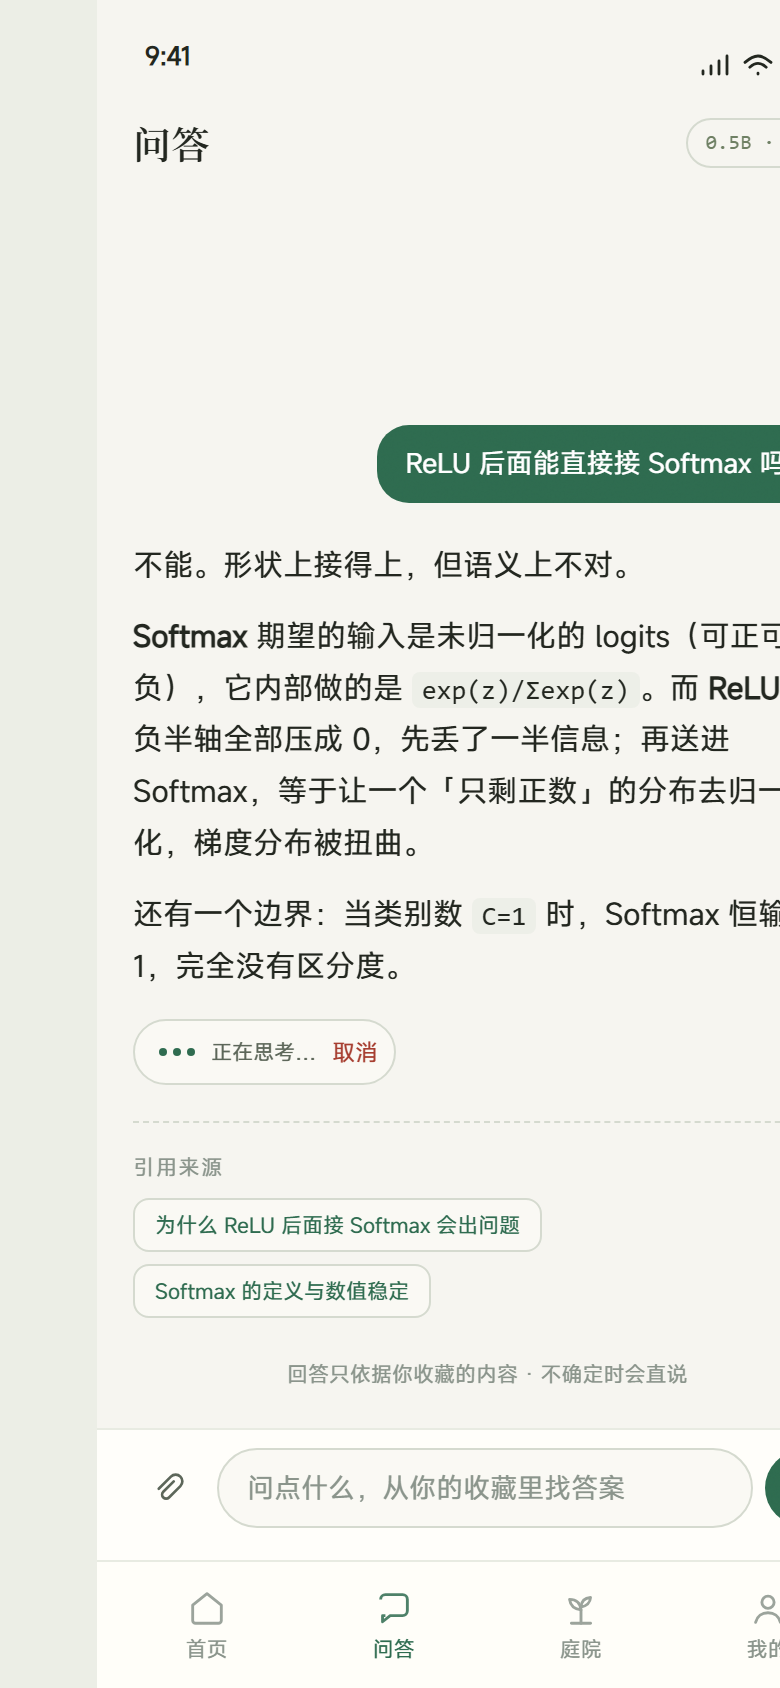 9:41
问答
0.5B ·
ReLU 后面能直接接 Softmax
不能。形状上接得上，但语义上不对。
Softmax 期望的输入是未归一化的 logits（可正可
负），它内部做的是 exp(z)/Σexp(z)。而 ReLU
负半轴全部压成 0，先丢了一半信息；再送进
Softmax，等于让一个「只剩正数」的分布去归一
化，梯度分布被扭曲。
还有一个边界：当类别数 C=1 时，Softmax 恒输
1，完全没有区分度。
正在思考... 取消
引用来源
为什么 ReLU 后面接 Softmax 会出问题
Softmax 的定义与数值稳定
回答只依据你收藏的内容 · 不确定时会直说
问点什么，从你的收藏里找答案
首页
问答
庭院
我的